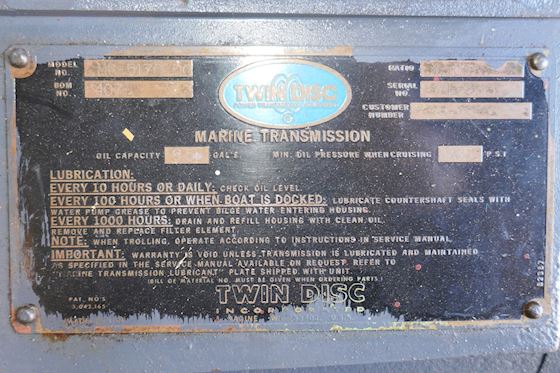 MODEL NO.
RATIO
BOM NO.
SERIAL NO.
TWIN DISC
CUSTOMER NUMBER
MARINE TRANSMISSION
OIL CAPACITY GAL'S. MIN. OIL PRESSURE WHEN CRUISING P.S.I
LUBRICATION:
EVERY 10 HOURS OR DAILY: CHECK OIL LEVEL.
EVERY 100 HOURS OR WHEN BOAT IS DOCKED: LUBRICATE COUNTERSHAFT SEALS WITH
WATER PUMP GREASE TO PREVENT BILGE WATER ENTERING HOUSING.
EVERY 1000 HOURS: DRAIN AND REFILL HOUSING WITH CLEAN OIL.
REMOVE AND REPLACE FILTER ELEMENT.
NOTE: WHEN TROLLING, OPERATE ACCORDING TO INSTRUCTIONS IN SERVICE MANUAL.
IMPORTANT: WARRANTY IS VOID UNLESS TRANSMISSION IS LUBRICATED AND MAINTAINED
AS SPECIFIED IN THE SERVICE MANUAL AVAILABLE ON REQUEST. REFER TO
"MARINE TRANSMISSION LUBRICANT" PLATE SHIPPED WITH UNIT.
(BILL OF MATERIAL NO. MUST BE GIVEN WHEN ORDERING PARTS.)
TWIN DISC
INCORPORATED
PAT. NO'S
3,042,165